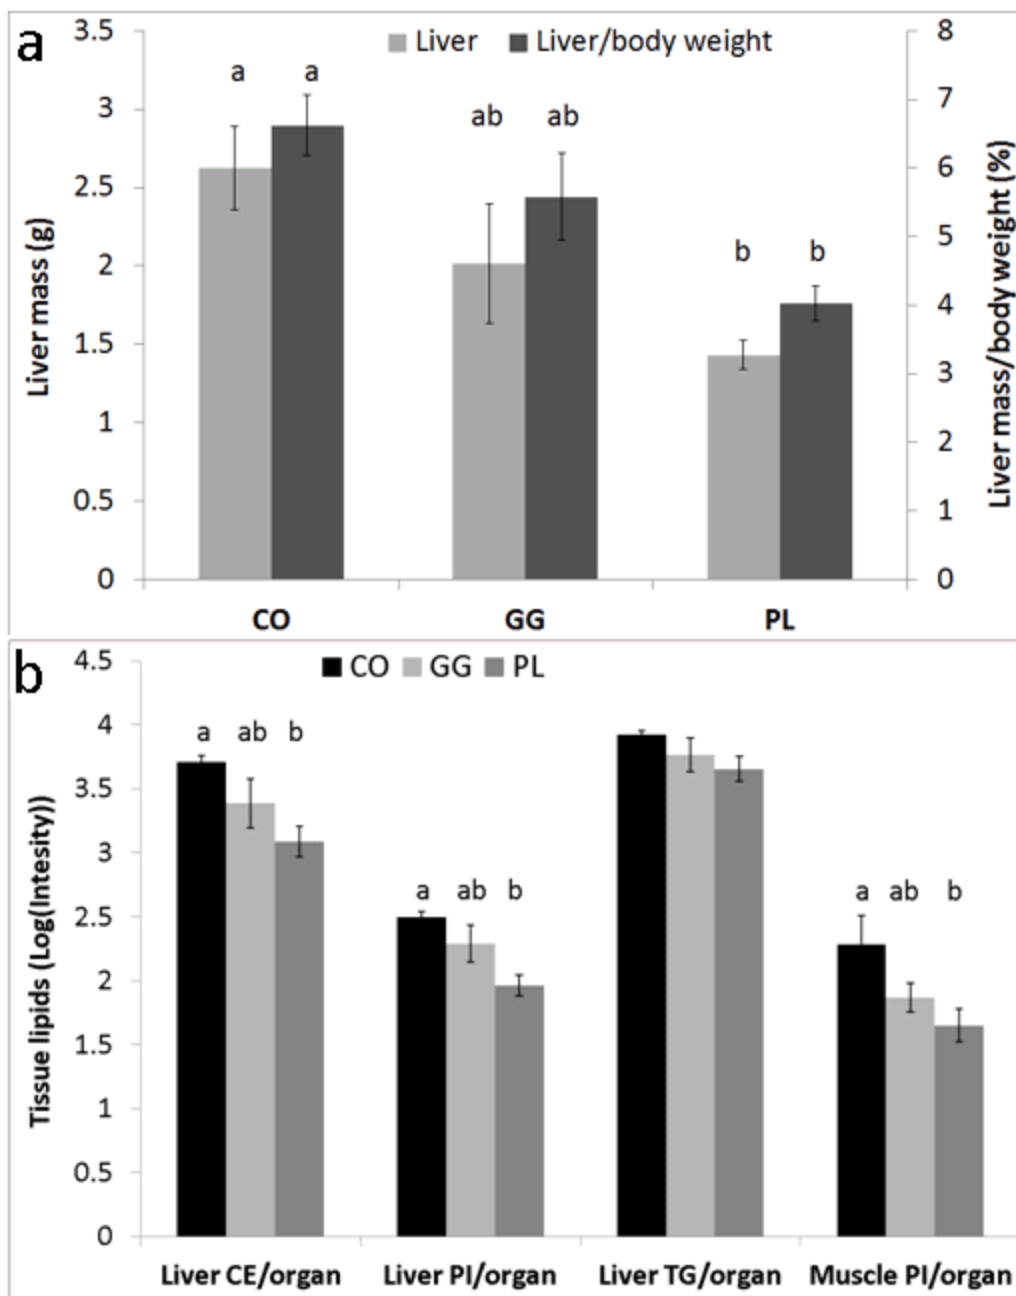 a
Liver Liver/body weight
3.5
3
2.5
2
1.5
1
0.5
0
Liver mass (g)
a a
ab ab
b b
8
7
6
5
4
3
2
1
0
Liver mass/body weight (%)
CO GG PL
b
CO GG PL
4.5
4
3.5
3
2.5
2
1.5
1
0.5
0
Tissue lipids (Log(Intesity))
a ab b
a ab b
a ab b
Liver CE/organ Liver PI/organ Liver TG/organ Muscle PI/organ